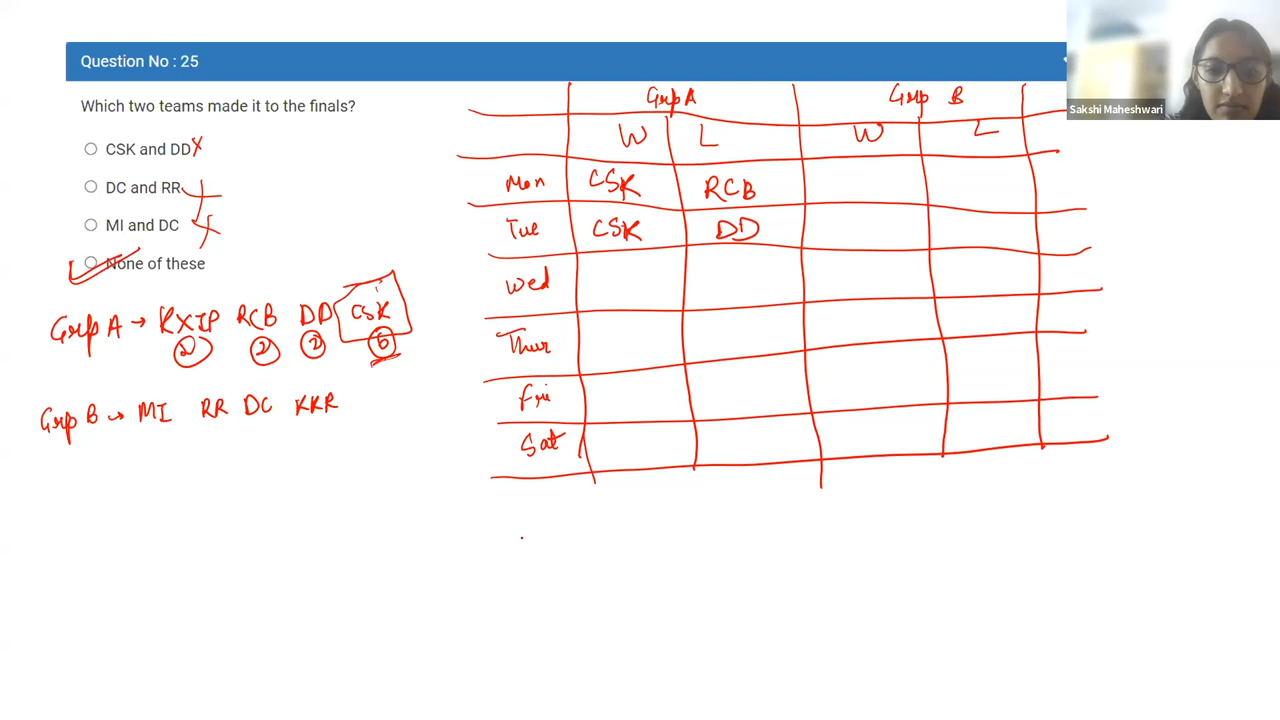 Question No : 25
Which two teams made it to the finals?
CSK and DD X
DC and RR X
MI and DC X
None of these
Grp A → KXIP RCB DD CSK
2 2 2 6
Grp B → MI RR DC KKR
Grp A Grp B
W L W L
Mon CSK RCB
Tue CSK DD
Wed
Thur
Fri
Sat
Sakshi Maheshwari